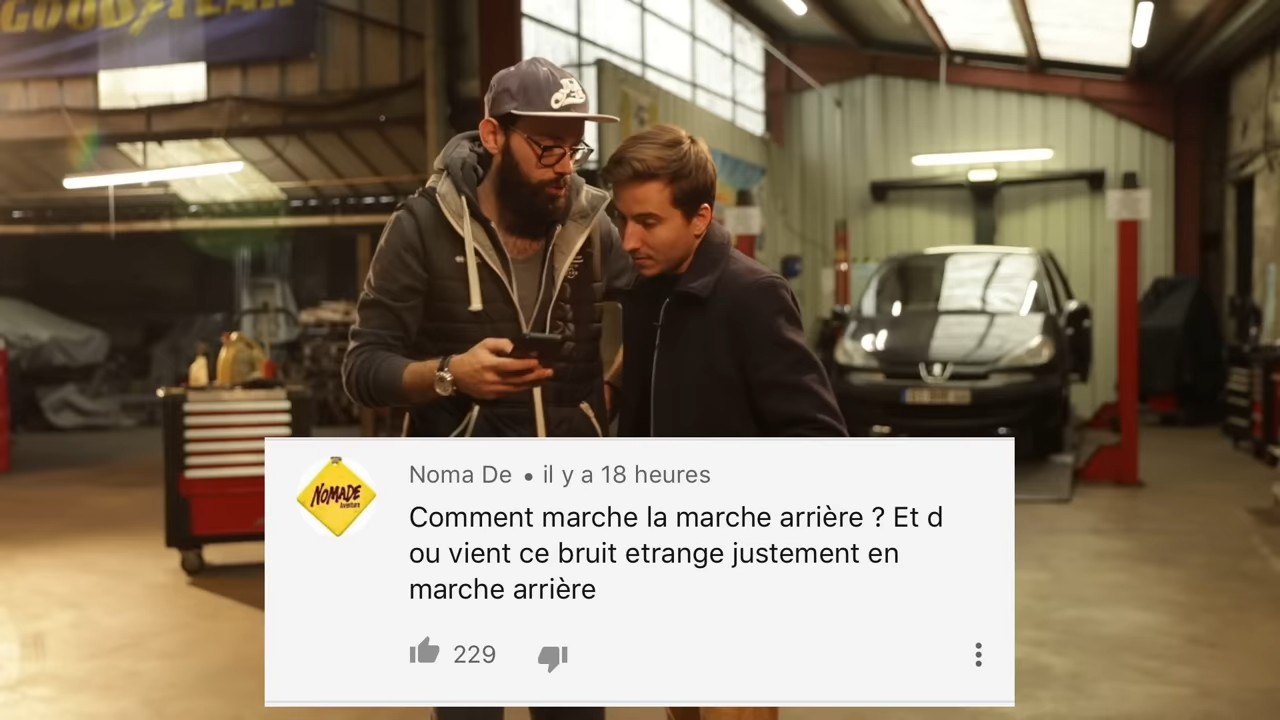 GOODYEAR
Noma De • il y a 18 heures
NOMADE
Aventure
Comment marche la marche arrière ? Et d
ou vient ce bruit etrange justement en
marche arrière
229